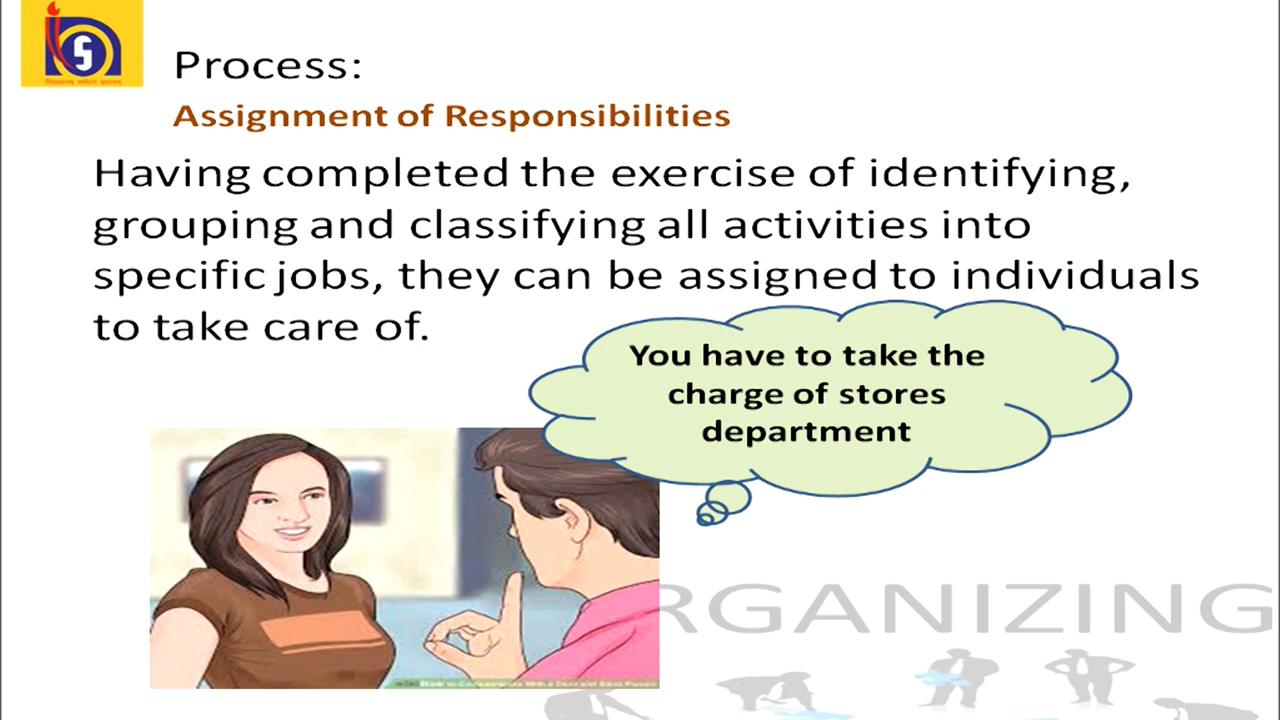 Process:
Assignment of Responsibilities
Having completed the exercise of identifying,
grouping and classifying all activities into
specific jobs, they can be assigned to individuals
to take care of.
You have to take the
charge of stores
department
RGANIZING